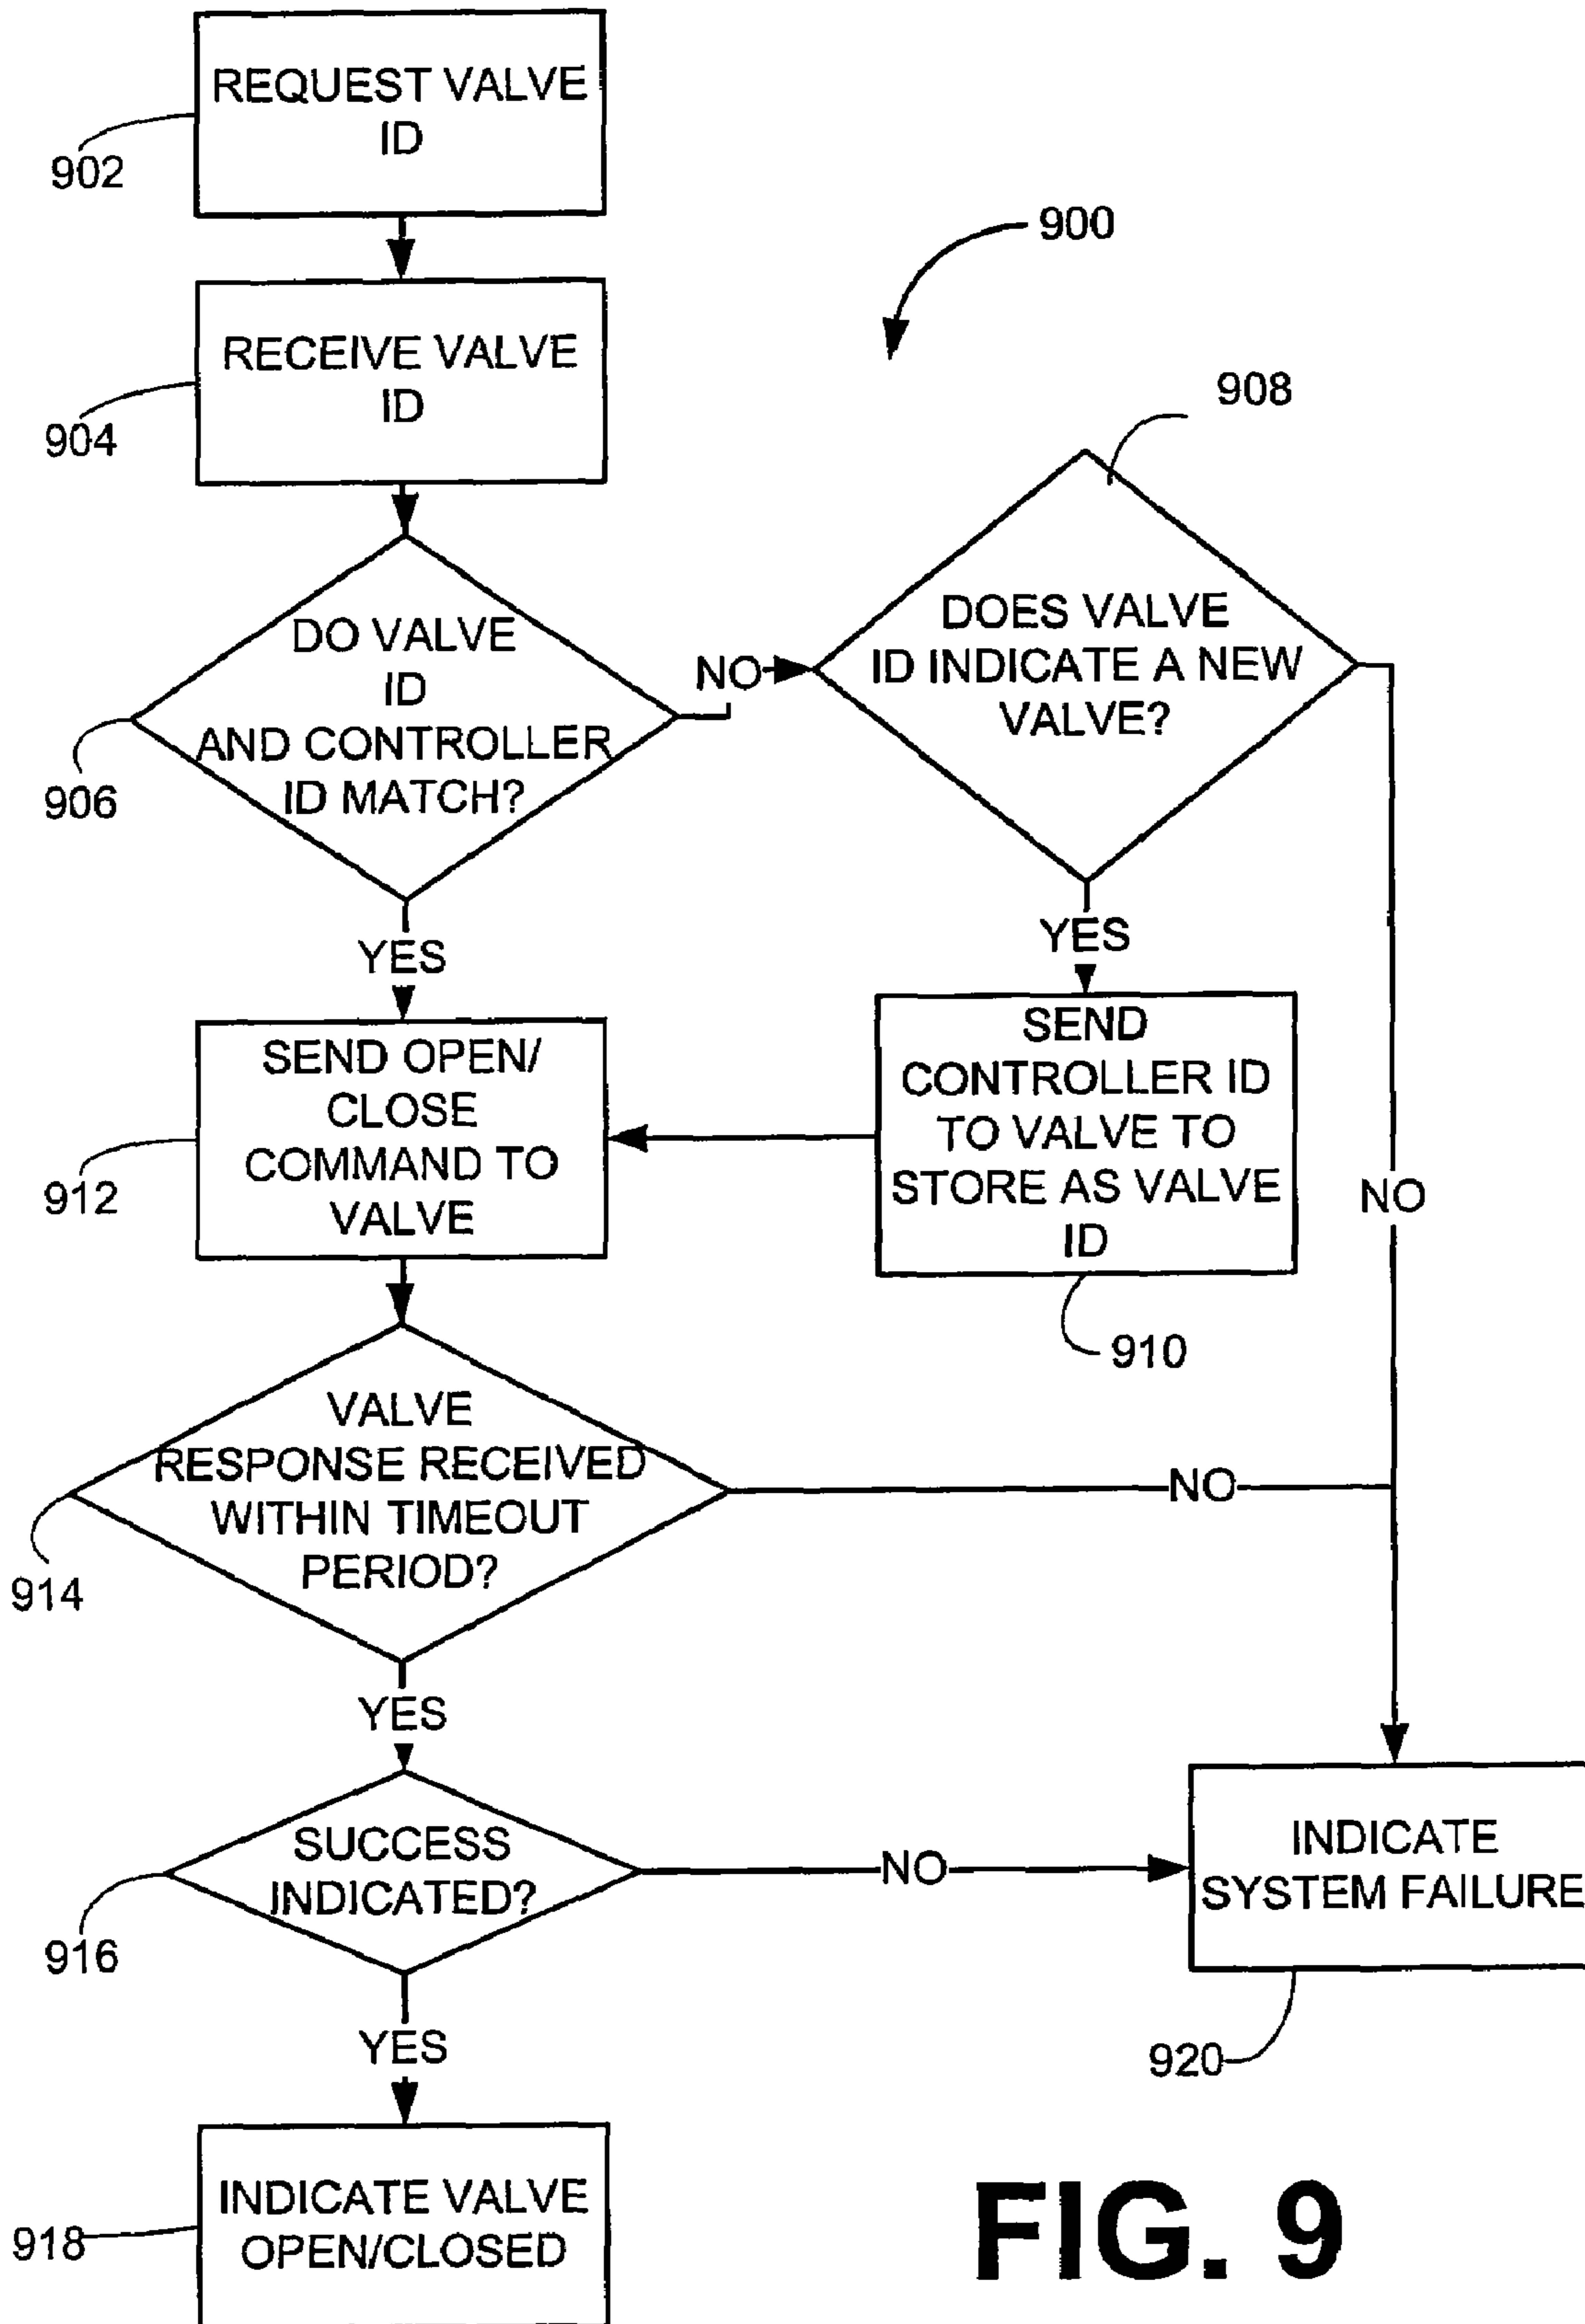 REQUEST VALVE
ID
902
900
RECEIVE VALVE
ID
904
908
DO VALVE
ID
AND CONTROLLER
ID MATCH?
906
NO
DOES VALVE
ID INDICATE A NEW
VALVE?
YES
YES
NO
SEND OPEN/
CLOSE
COMMAND TO
VALVE
912
SEND
CONTROLLER ID
TO VALVE TO
STORE AS VALVE
ID
910
VALVE
RESPONSE RECEIVED
WITHIN TIMEOUT
PERIOD?
914
NO
YES
SUCCESS
INDICATED?
916
NO
INDICATE
SYSTEM FAILURE
920
YES
INDICATE VALVE
OPEN/CLOSED
918
FIG. 9